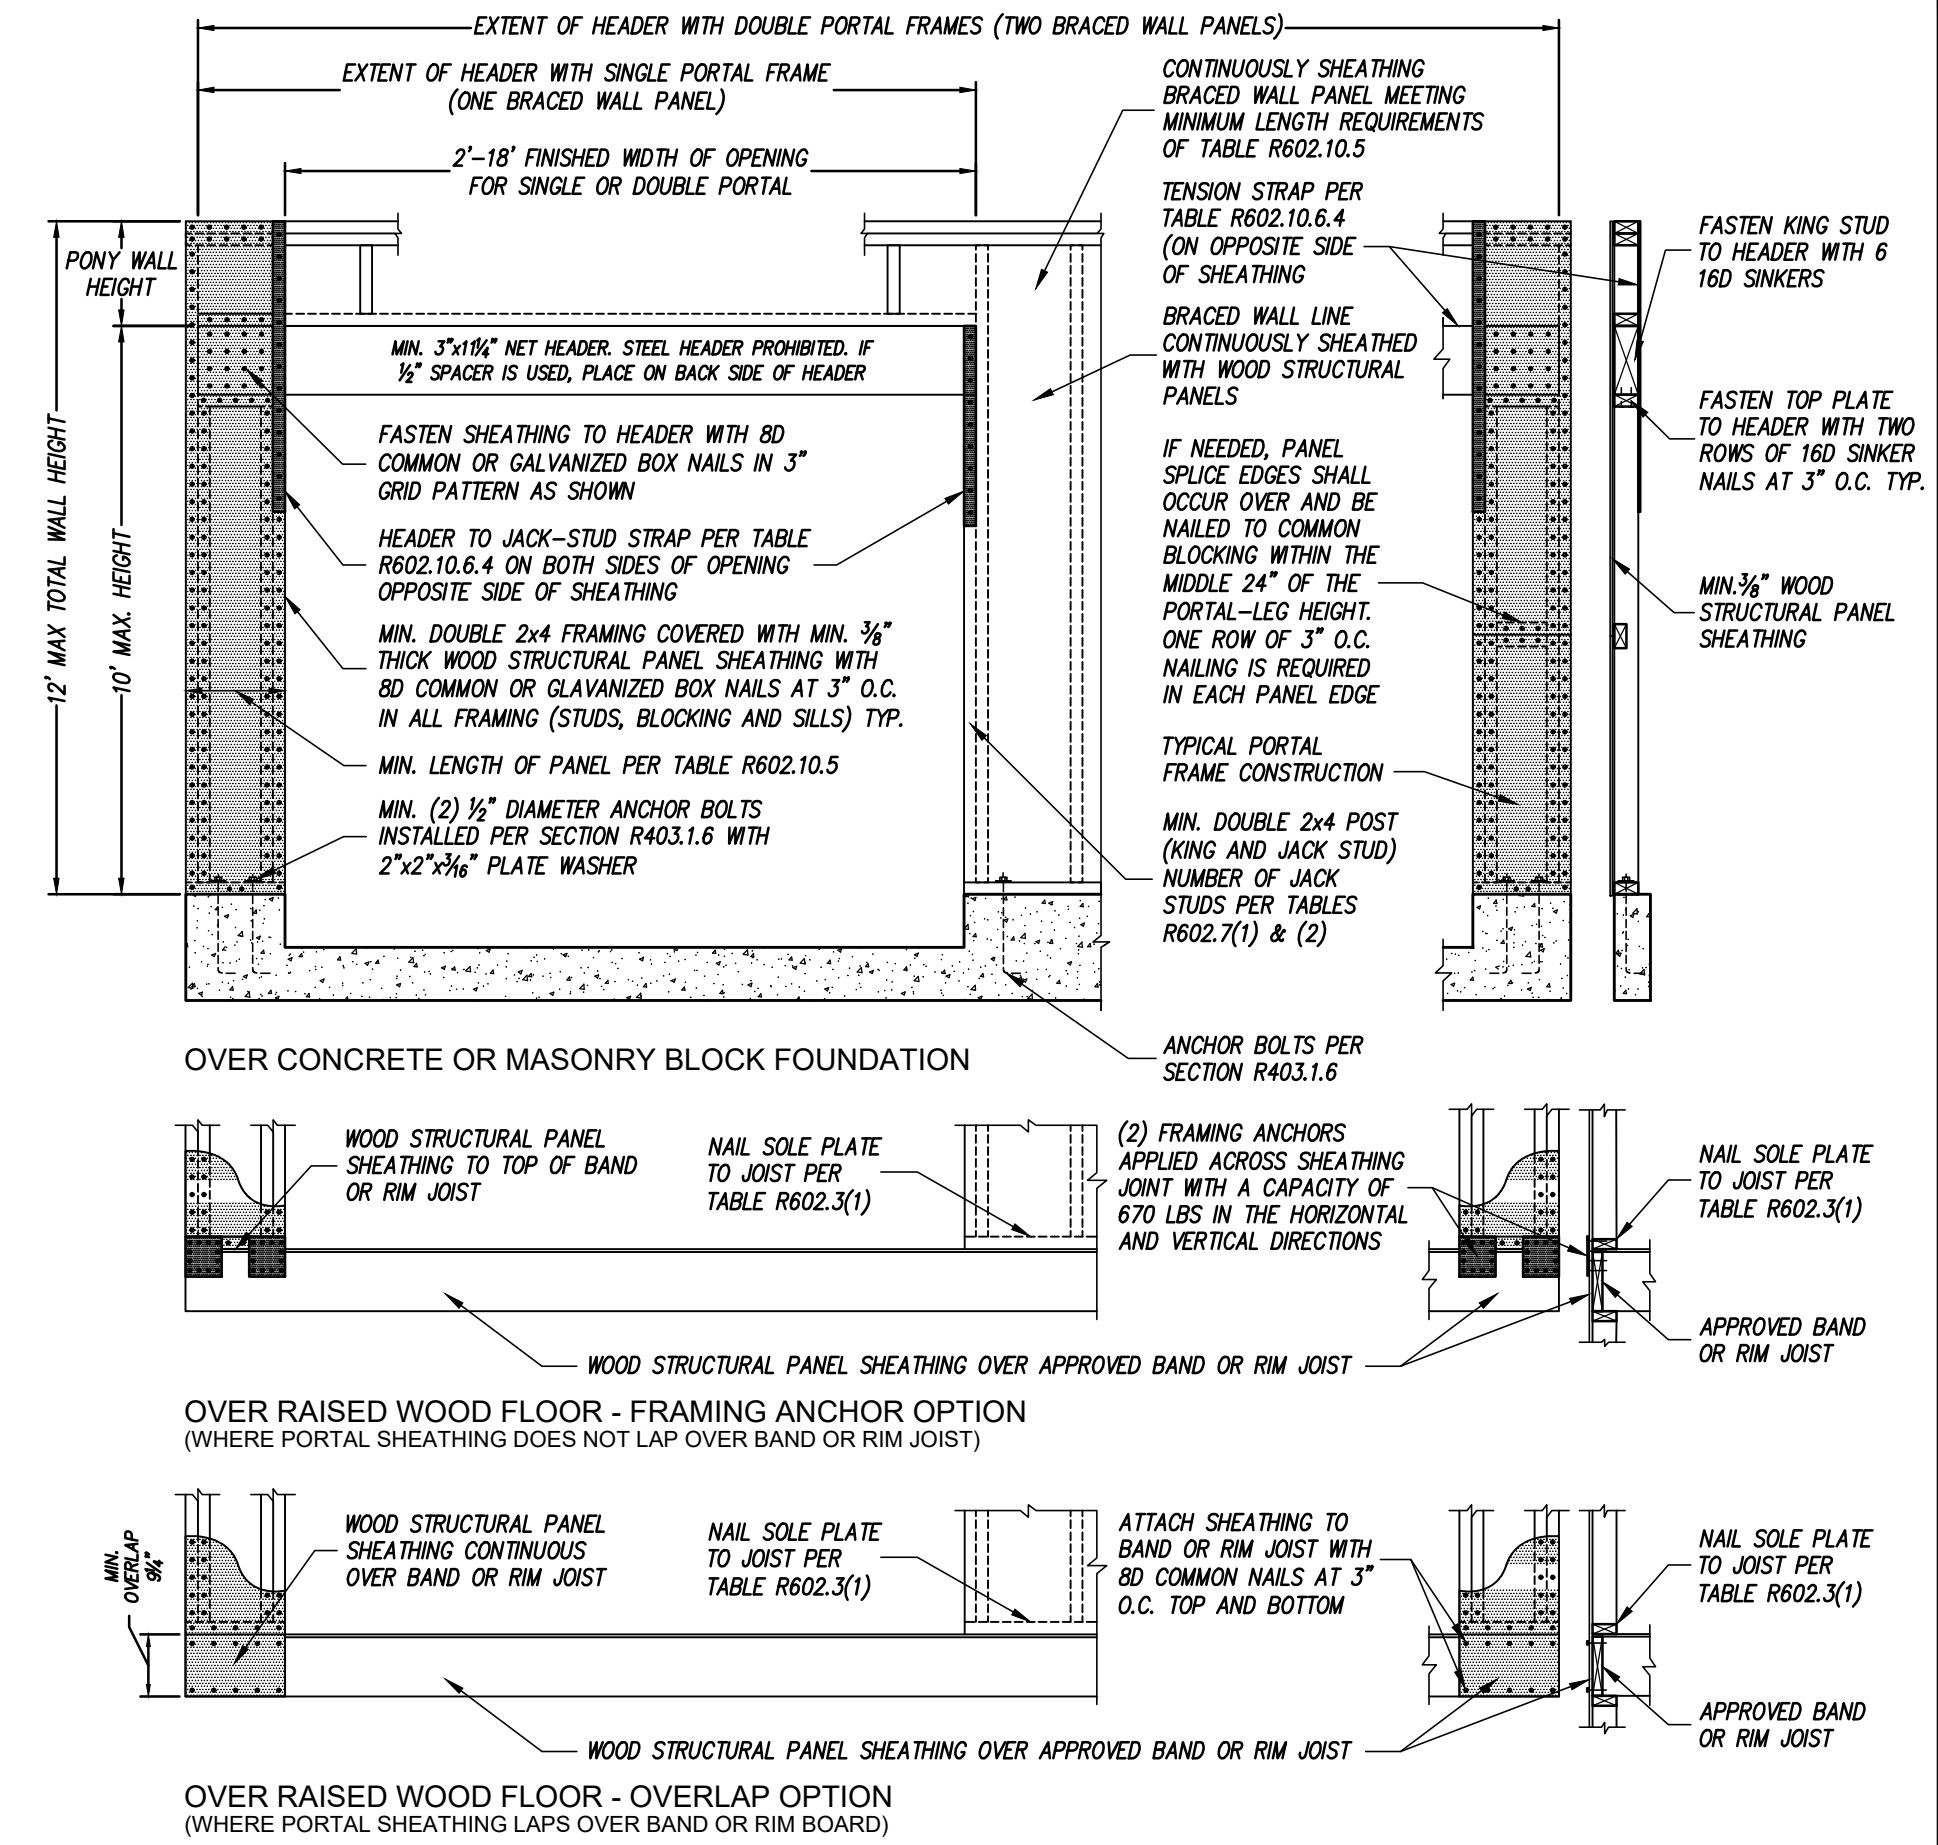 EXTENT OF HEADER WITH DOUBLE PORTAL FRAMES (TWO BRACED WALL PANELS)
EXTENT OF HEADER WITH SINGLE PORTAL FRAME
(ONE BRACED WALL PANEL)
2'-18' FINISHED WIDTH OF OPENING
FOR SINGLE OR DOUBLE PORTAL
PONY WALL
HEIGHT
12' MAX TOTAL WALL HEIGHT
10' MAX. HEIGHT
MIN. 3"x11¼" NET HEADER. STEEL HEADER PROHIBITED. IF
½" SPACER IS USED, PLACE ON BACK SIDE OF HEADER
FASTEN SHEATHING TO HEADER WITH 8D
COMMON OR GALVANIZED BOX NAILS IN 3"
GRID PATTERN AS SHOWN
HEADER TO JACK-STUD STRAP PER TABLE
R602.10.6.4 ON BOTH SIDES OF OPENING
OPPOSITE SIDE OF SHEATHING
MIN. DOUBLE 2x4 FRAMING COVERED WITH MIN. ⅜"
THICK WOOD STRUCTURAL PANEL SHEATHING WITH
8D COMMON OR GLAVANIZED BOX NAILS AT 3" O.C.
IN ALL FRAMING (STUDS, BLOCKING AND SILLS) TYP.
MIN. LENGTH OF PANEL PER TABLE R602.10.5
MIN. (2) ½" DIAMETER ANCHOR BOLTS
INSTALLED PER SECTION R403.1.6 WITH
2"x2"x3/16" PLATE WASHER
CONTINUOUSLY SHEATHING
BRACED WALL PANEL MEETING
MINIMUM LENGTH REQUIREMENTS
OF TABLE R602.10.5
TENSION STRAP PER
TABLE R602.10.6.4
(ON OPPOSITE SIDE
OF SHEATHING
BRACED WALL LINE
CONTINUOUSLY SHEATHED
WITH WOOD STRUCTURAL
PANELS
IF NEEDED, PANEL
SPLICE EDGES SHALL
OCCUR OVER AND BE
NAILED TO COMMON
BLOCKING WITHIN THE
MIDDLE 24" OF THE
PORTAL-LEG HEIGHT.
ONE ROW OF 3" O.C.
NAILING IS REQUIRED
IN EACH PANEL EDGE
TYPICAL PORTAL
FRAME CONSTRUCTION
MIN. DOUBLE 2x4 POST
(KING AND JACK STUD)
NUMBER OF JACK
STUDS PER TABLES
R602.7(1) & (2)
ANCHOR BOLTS PER
SECTION R403.1.6
FASTEN KING STUD
TO HEADER WITH 6
16D SINKERS
FASTEN TOP PLATE
TO HEADER WITH TWO
ROWS OF 16D SINKER
NAILS AT 3" O.C. TYP.
MIN.⅜" WOOD
STRUCTURAL PANEL
SHEATHING
OVER CONCRETE OR MASONRY BLOCK FOUNDATION
WOOD STRUCTURAL PANEL
SHEATHING TO TOP OF BAND
OR RIM JOIST
NAIL SOLE PLATE
TO JOIST PER
TABLE R602.3(1)
(2) FRAMING ANCHORS
APPLIED ACROSS SHEATHING
JOINT WITH A CAPACITY OF
670 LBS IN THE HORIZONTAL
AND VERTICAL DIRECTIONS
NAIL SOLE PLATE
TO JOIST PER
TABLE R602.3(1)
APPROVED BAND
OR RIM JOIST
WOOD STRUCTURAL PANEL SHEATHING OVER APPROVED BAND OR RIM JOIST
OVER RAISED WOOD FLOOR - FRAMING ANCHOR OPTION
(WHERE PORTAL SHEATHING DOES NOT LAP OVER BAND OR RIM JOIST)
MIN.
OVERLAP
9¼"
WOOD STRUCTURAL PANEL
SHEATHING CONTINUOUS
OVER BAND OR RIM JOIST
NAIL SOLE PLATE
TO JOIST PER
TABLE R602.3(1)
ATTACH SHEATHING TO
BAND OR RIM JOIST WITH
8D COMMON NAILS AT 3"
O.C. TOP AND BOTTOM
NAIL SOLE PLATE
TO JOIST PER
TABLE R602.3(1)
APPROVED BAND
OR RIM JOIST
WOOD STRUCTURAL PANEL SHEATHING OVER APPROVED BAND OR RIM JOIST
OVER RAISED WOOD FLOOR - OVERLAP OPTION
(WHERE PORTAL SHEATHING LAPS OVER BAND OR RIM BOARD)